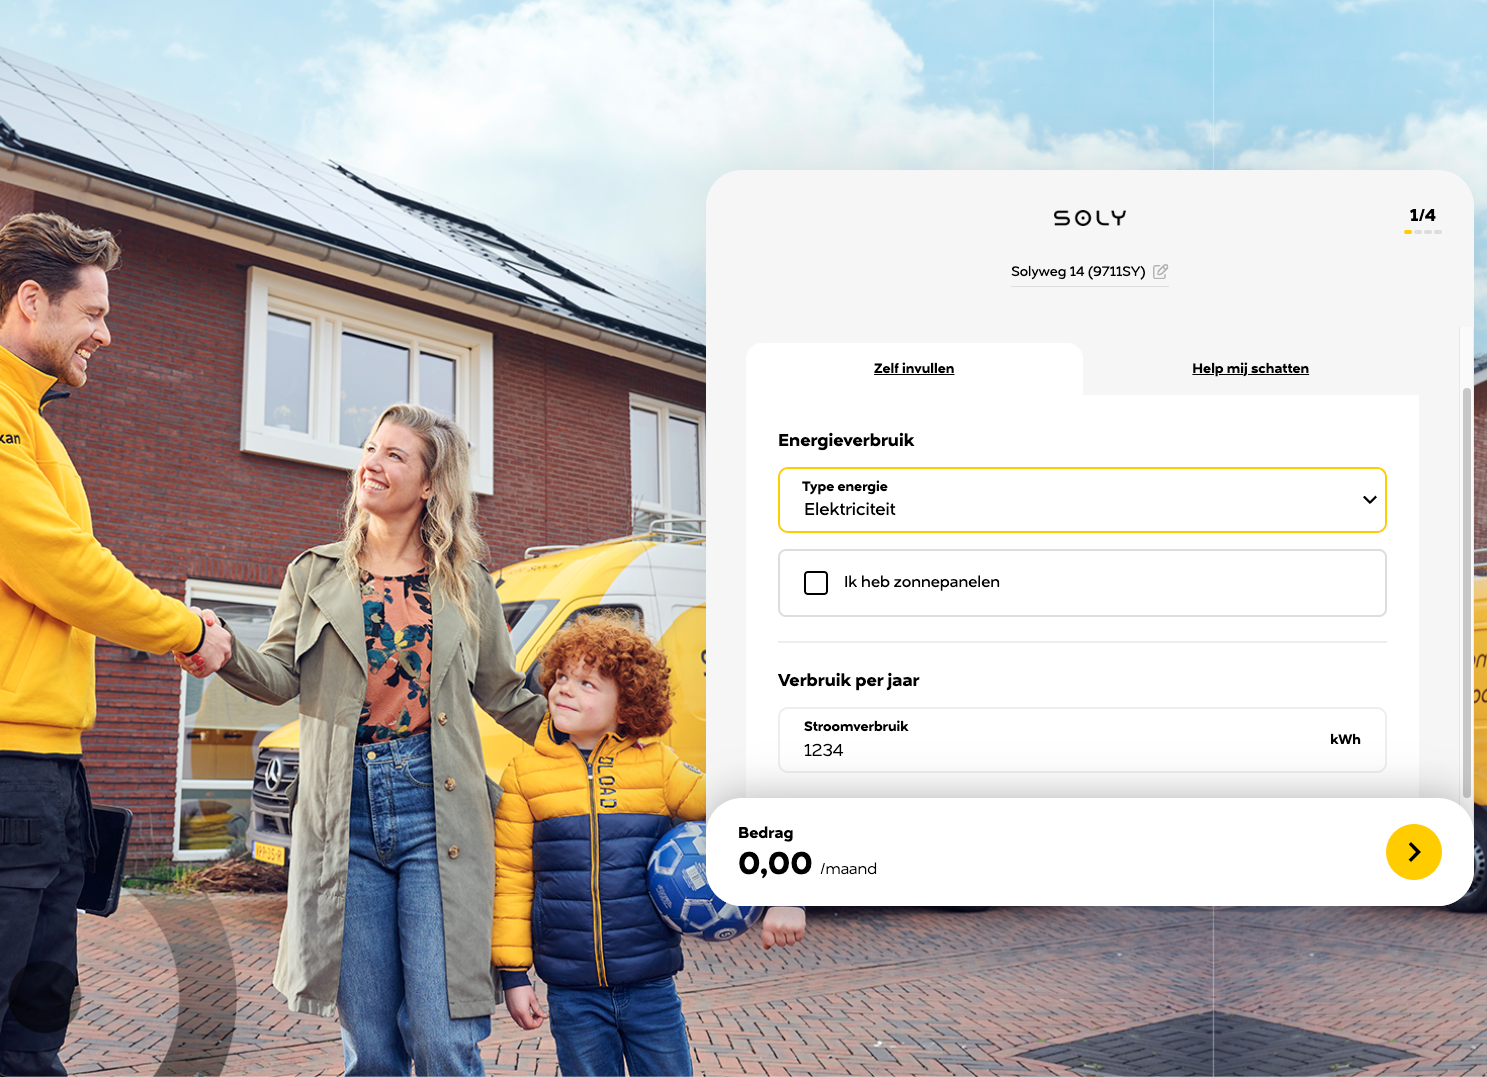 kan
SOLY
1/4
Solyweg 14 (9711SY)
Zelf invullen
Help mij schatten
Energieverbruik
Type energie
Elektriciteit
Ik heb zonnepanelen
Verbruik per jaar
Stroomverbruik
1234
kWh
Bedrag
0,00 /maand